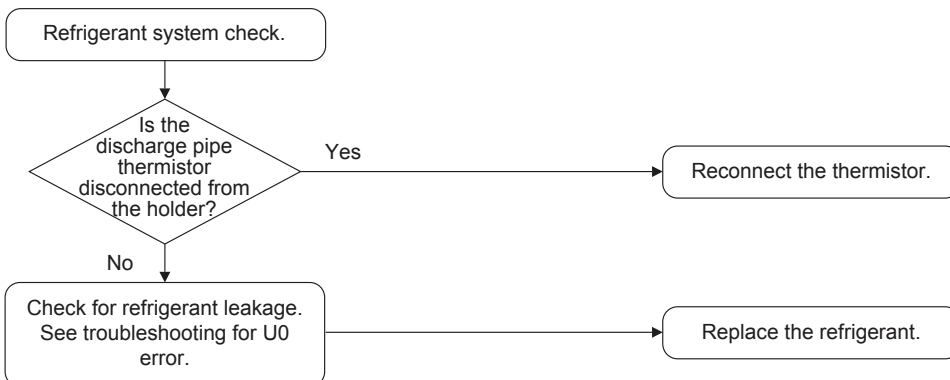 Refrigerant system check.
Is the
discharge pipe
thermistor
disconnected from
the holder?
Yes
Reconnect the thermistor.
No
Check for refrigerant leakage.
See troubleshooting for U0
error.
Replace the refrigerant.